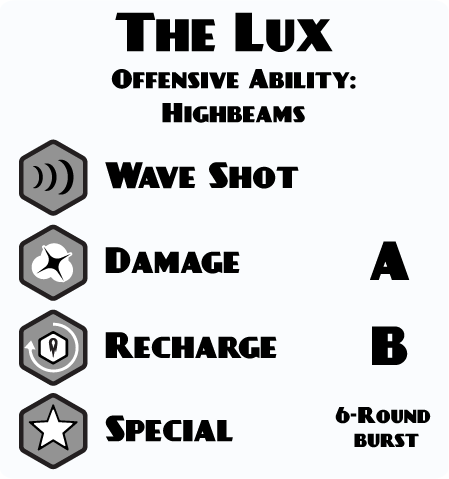 The Lux
Offensive Ability:
Highbeams
Wave Shot
Damage A
Recharge B
Special 6-Round burst